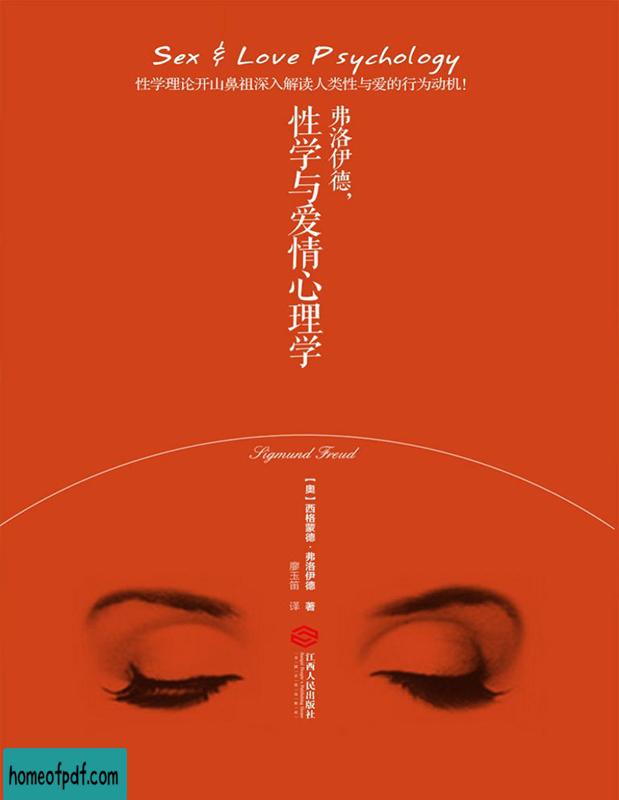 Sex & Love Psychology
性学理论开山鼻祖深入解读人类性与爱的行为动机！
弗洛伊德，
性学与爱情心理学
Sigmund Freud
[奥] 西格蒙德·弗洛伊德 著
廖玉笛 译
江西人民出版社
homeofpdf.com